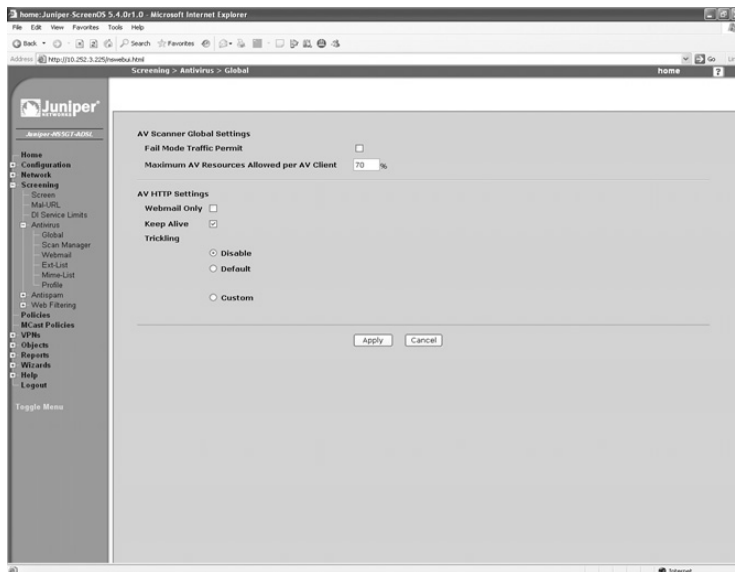 home:Juniper-ScreenOS 5.4.0r1.0 - Microsoft Internet Explorer
File Edit View Favorites Tools Help
Back Search Favorites
Address http://10.252.3.225/nswebui.html Go
Screening > Antivirus > Global home ?
Juniper
NETWORKS
Juniper-NS5GT-ADSL
Home
Configuration
Network
Screening
Screen
Mal-URL
DI Service Limits
Antivirus
Global
Scan Manager
Webmail
Ext-List
Mime-List
Profile
Antispam
Web Filtering
Policies
MCast Policies
VPNs
Objects
Reports
Wizards
Help
Logout
Toggle Menu
AV Scanner Global Settings
Fail Mode Traffic Permit
Maximum AV Resources Allowed per AV Client 70 %
AV HTTP Settings
Webmail Only
Keep Alive
Trickling
Disable
Default
Custom
Apply Cancel
Internet